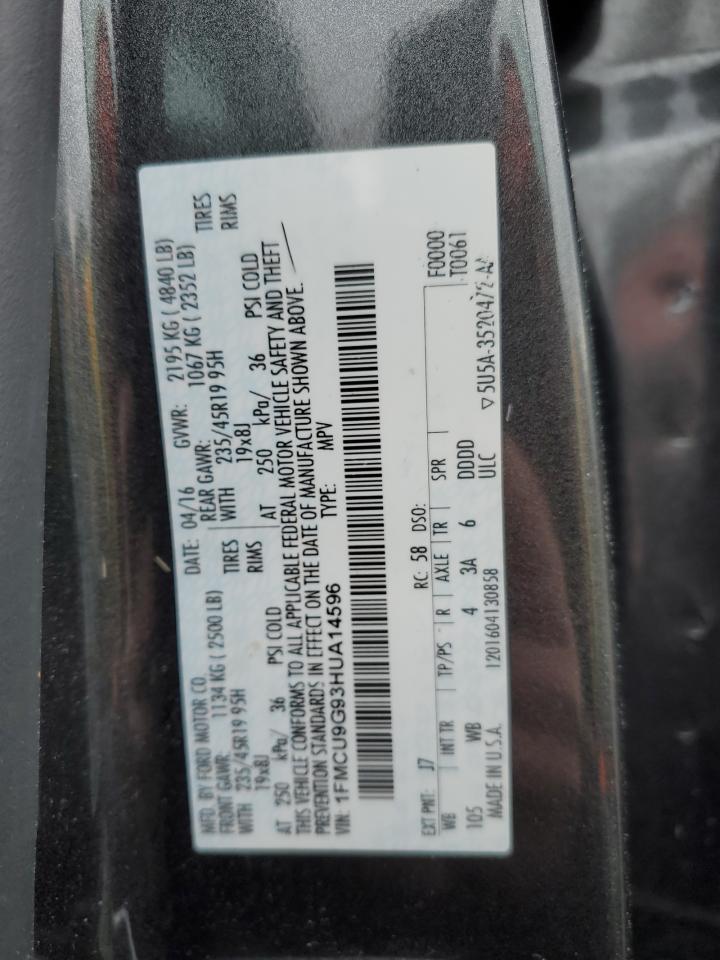 MFD. BY FORD MOTOR CO. DATE: 04/16 GVWR: 2195 KG ( 4840 LB)
FRONT GAWR: 1134 KG ( 2500 LB) REAR GAWR: 1067 KG ( 2352 LB)
WITH 235/45R19 95H TIRES WITH 235/45R19 95H TIRES
19x8J RIMS 19x8J RIMS
AT 250 kPa/ 36 PSI COLD AT 250 kPa/ 36 PSI COLD
THIS VEHICLE CONFORMS TO ALL APPLICABLE FEDERAL MOTOR VEHICLE SAFETY AND THEFT
PREVENTION STANDARDS IN EFFECT ON THE DATE OF MANUFACTURE SHOWN ABOVE.
VIN: 1FMCU9G93HUA14596 TYPE: MPV
F0000
T0061
EXT PNT: J7 RC: 58 DSO:
WB INT TR TP/PS R AXLE TR SPR
105 WB 4 3A 6 DDDD
MADE IN U.S.A. 1201604130858 ULC
5U5A-3520472-AA